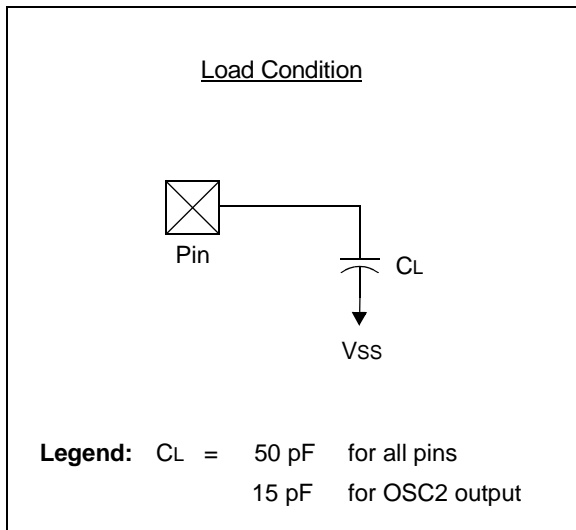 Load Condition
Pin
CL
VSS
Legend: CL = 50 pF for all pins
15 pF for OSC2 output